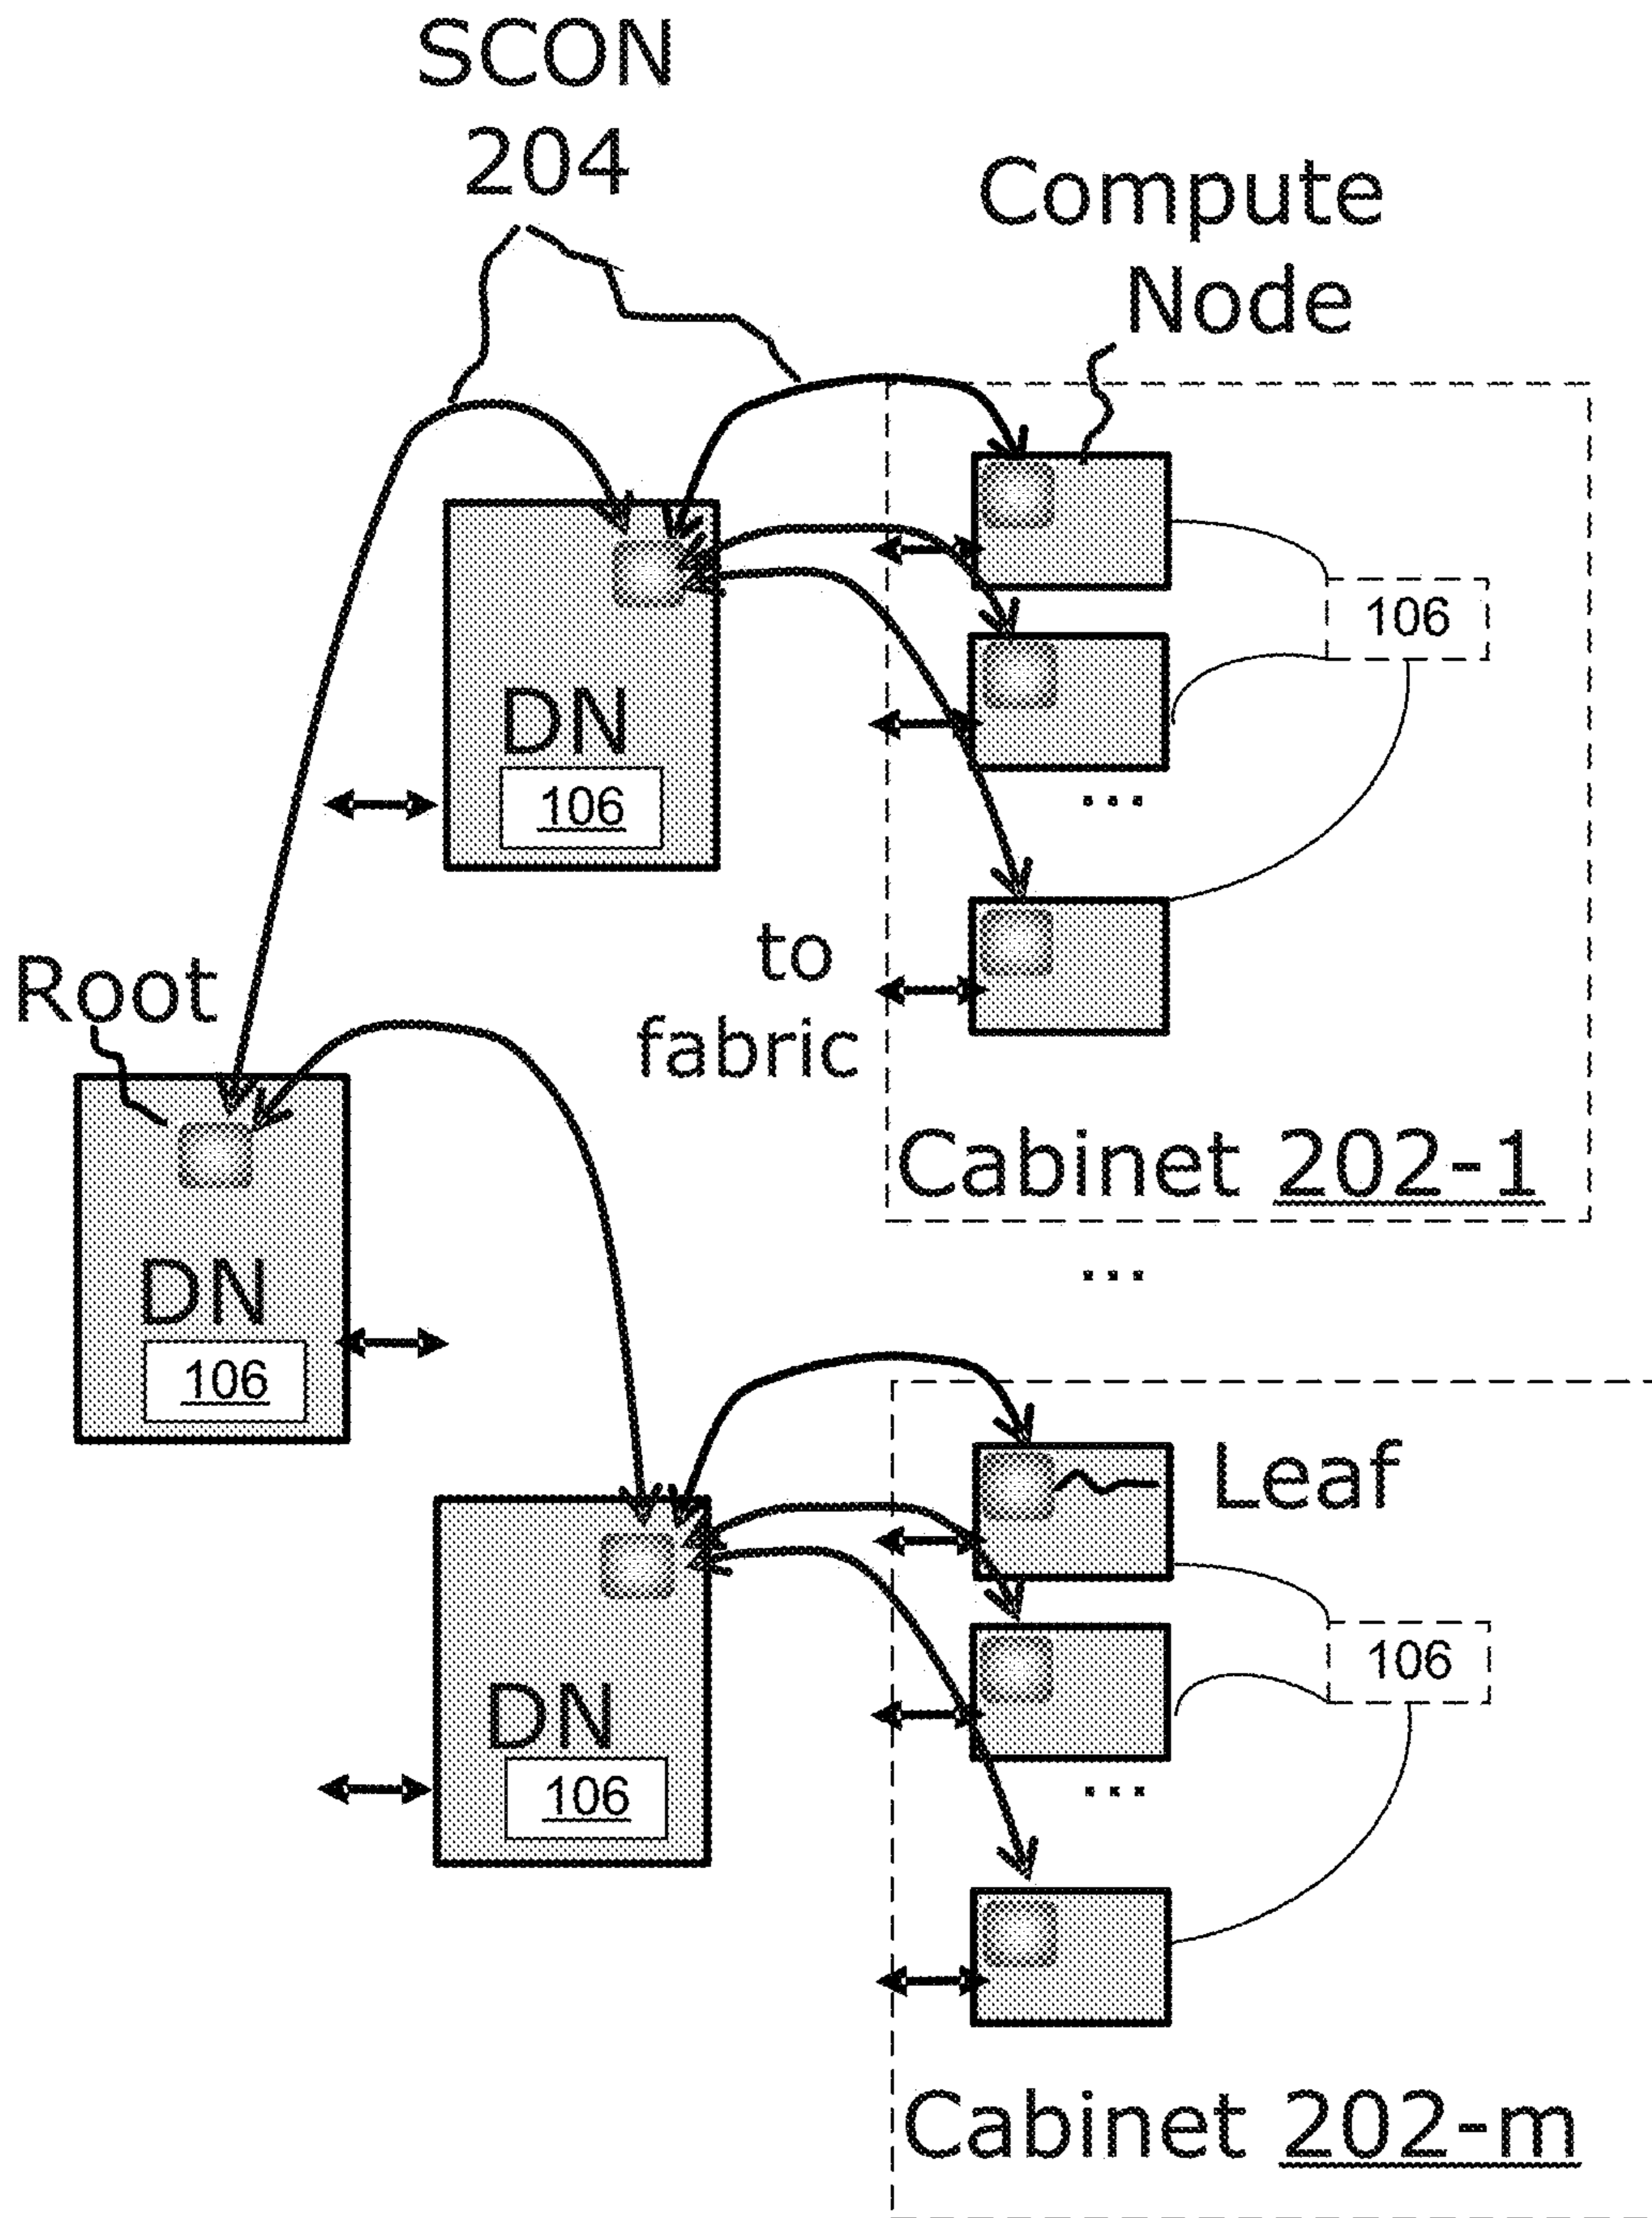 SCON
204
Compute
Node
106
DN
106
to
fabric
Root
Cabinet 202-1
...
...
DN
106
Leaf
106
DN
106
...
Cabinet 202-m